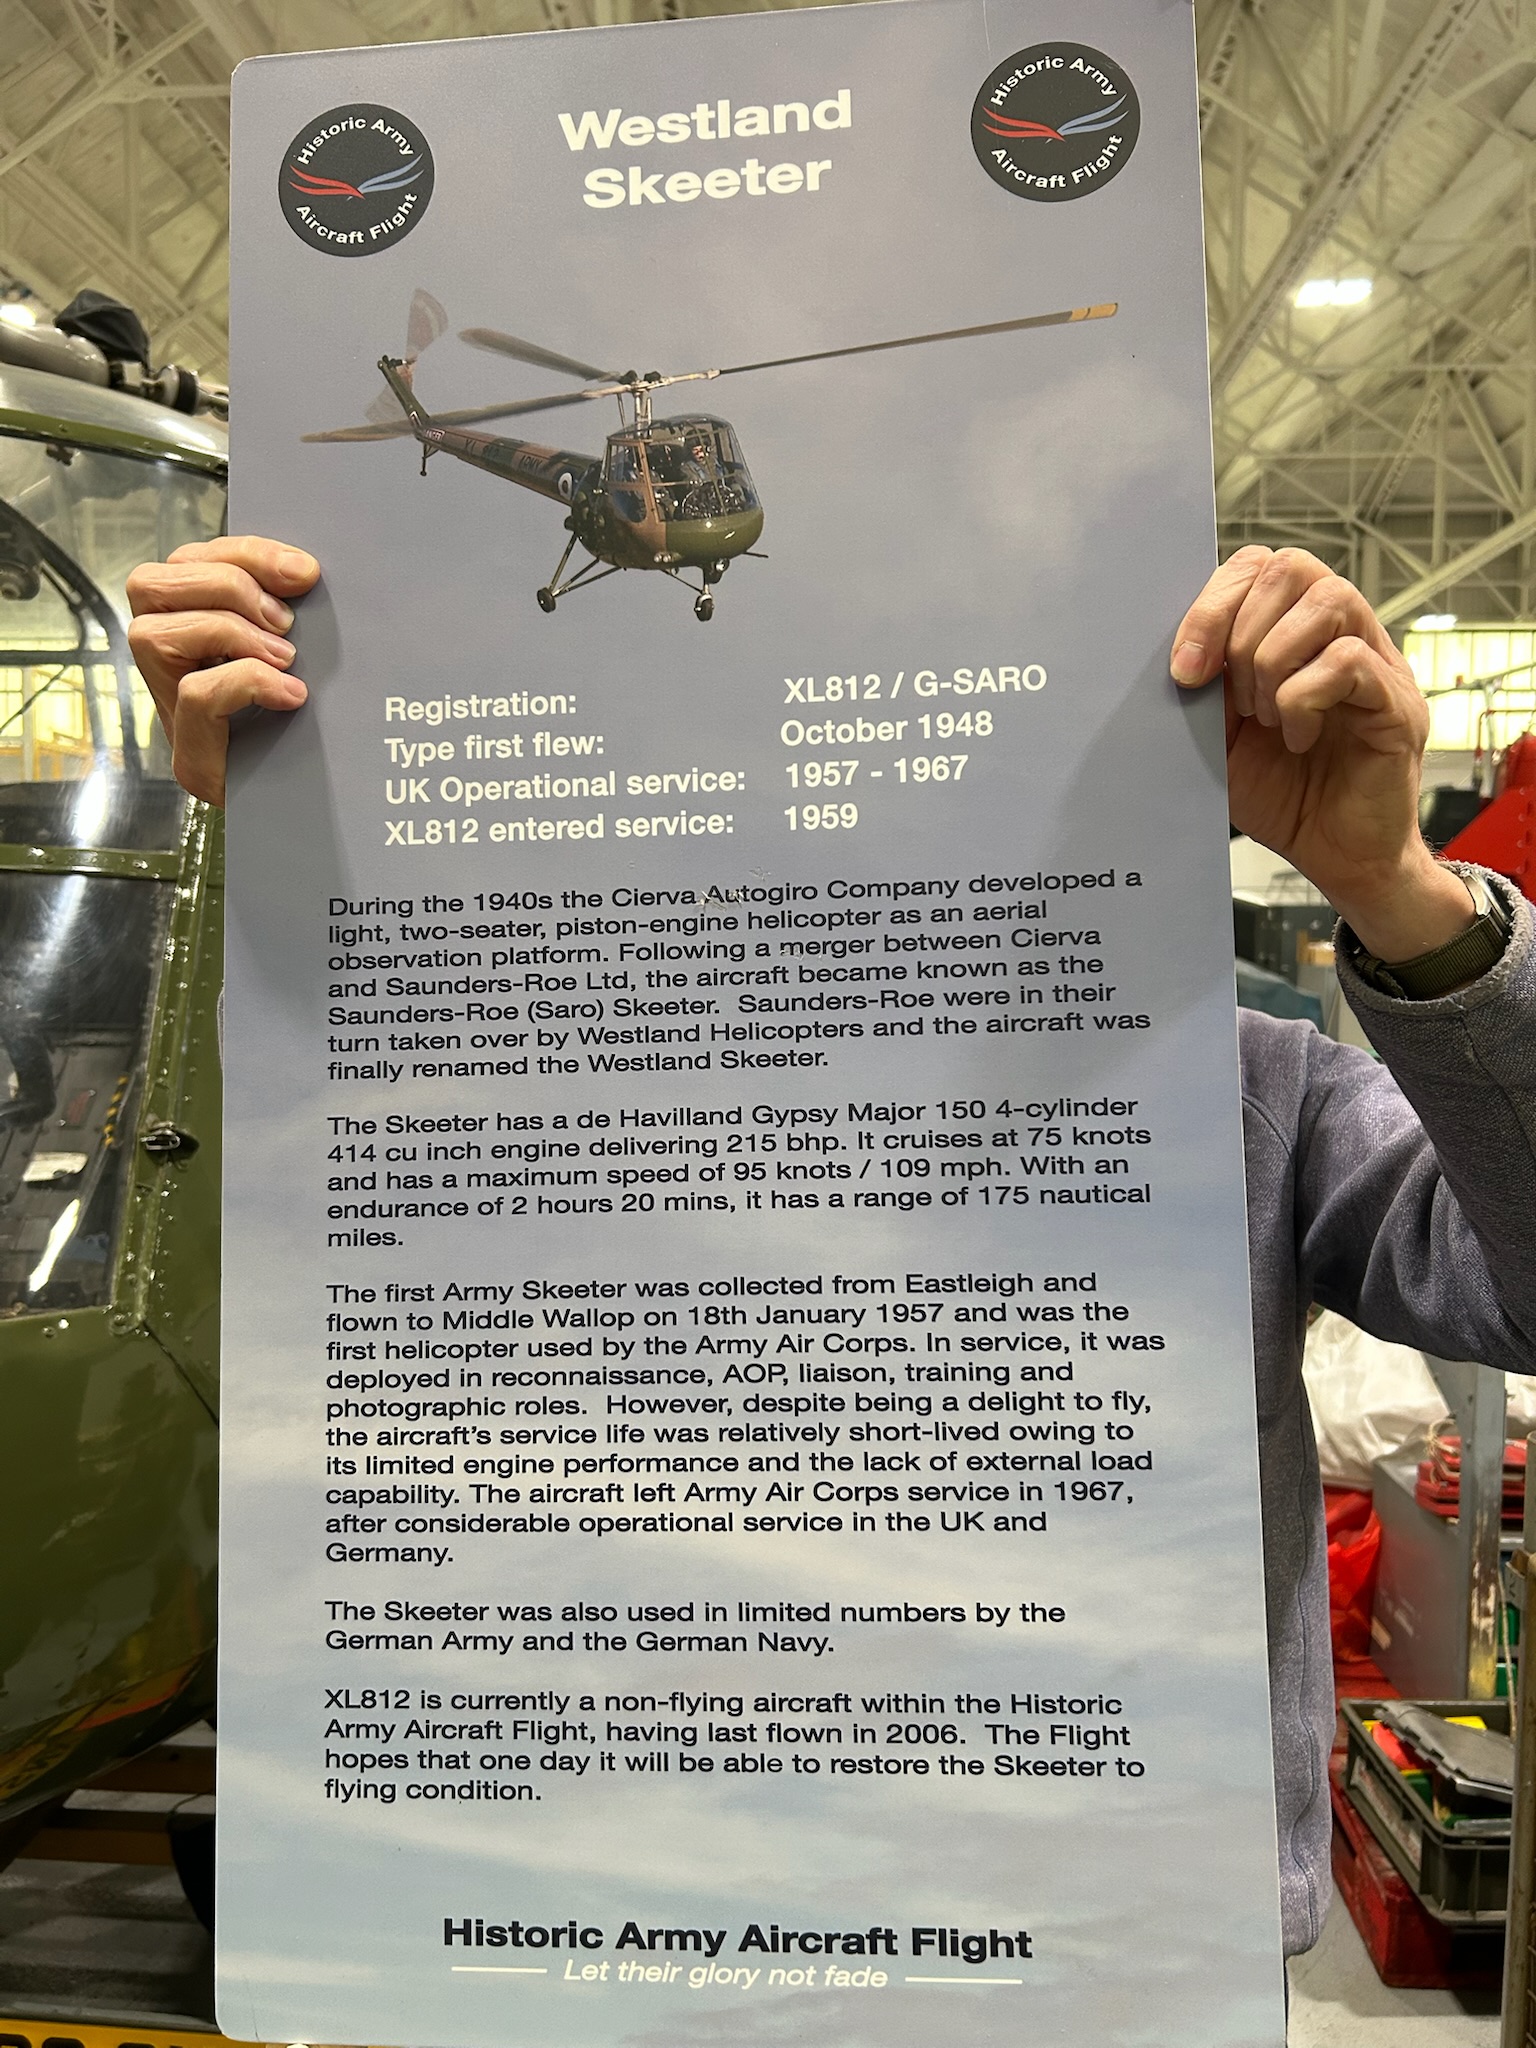 Historic Army
Aircraft Flight
Westland
Skeeter
Historic Army
Aircraft Flight
ARMY
Registration: XL812 / G-SARO
Type first flew: October 1948
UK Operational service: 1957 - 1967
XL812 entered service: 1959
During the 1940s the Cierva Autogiro Company developed a
light, two-seater, piston-engine helicopter as an aerial
observation platform. Following a merger between Cierva
and Saunders-Roe Ltd, the aircraft became known as the
Saunders-Roe (Saro) Skeeter. Saunders-Roe were in their
turn taken over by Westland Helicopters and the aircraft was
finally renamed the Westland Skeeter.
The Skeeter has a de Havilland Gypsy Major 150 4-cylinder
414 cu inch engine delivering 215 bhp. It cruises at 75 knots
and has a maximum speed of 95 knots / 109 mph. With an
endurance of 2 hours 20 mins, it has a range of 175 nautical
miles.
The first Army Skeeter was collected from Eastleigh and
flown to Middle Wallop on 18th January 1957 and was the
first helicopter used by the Army Air Corps. In service, it was
deployed in reconnaissance, AOP, liaison, training and
photographic roles. However, despite being a delight to fly,
the aircraft's service life was relatively short-lived owing to
its limited engine performance and the lack of external load
capability. The aircraft left Army Air Corps service in 1967,
after considerable operational service in the UK and
Germany.
The Skeeter was also used in limited numbers by the
German Army and the German Navy.
XL812 is currently a non-flying aircraft within the Historic
Army Aircraft Flight, having last flown in 2006. The Flight
hopes that one day it will be able to restore the Skeeter to
flying condition.
Historic Army Aircraft Flight
Let their glory not fade